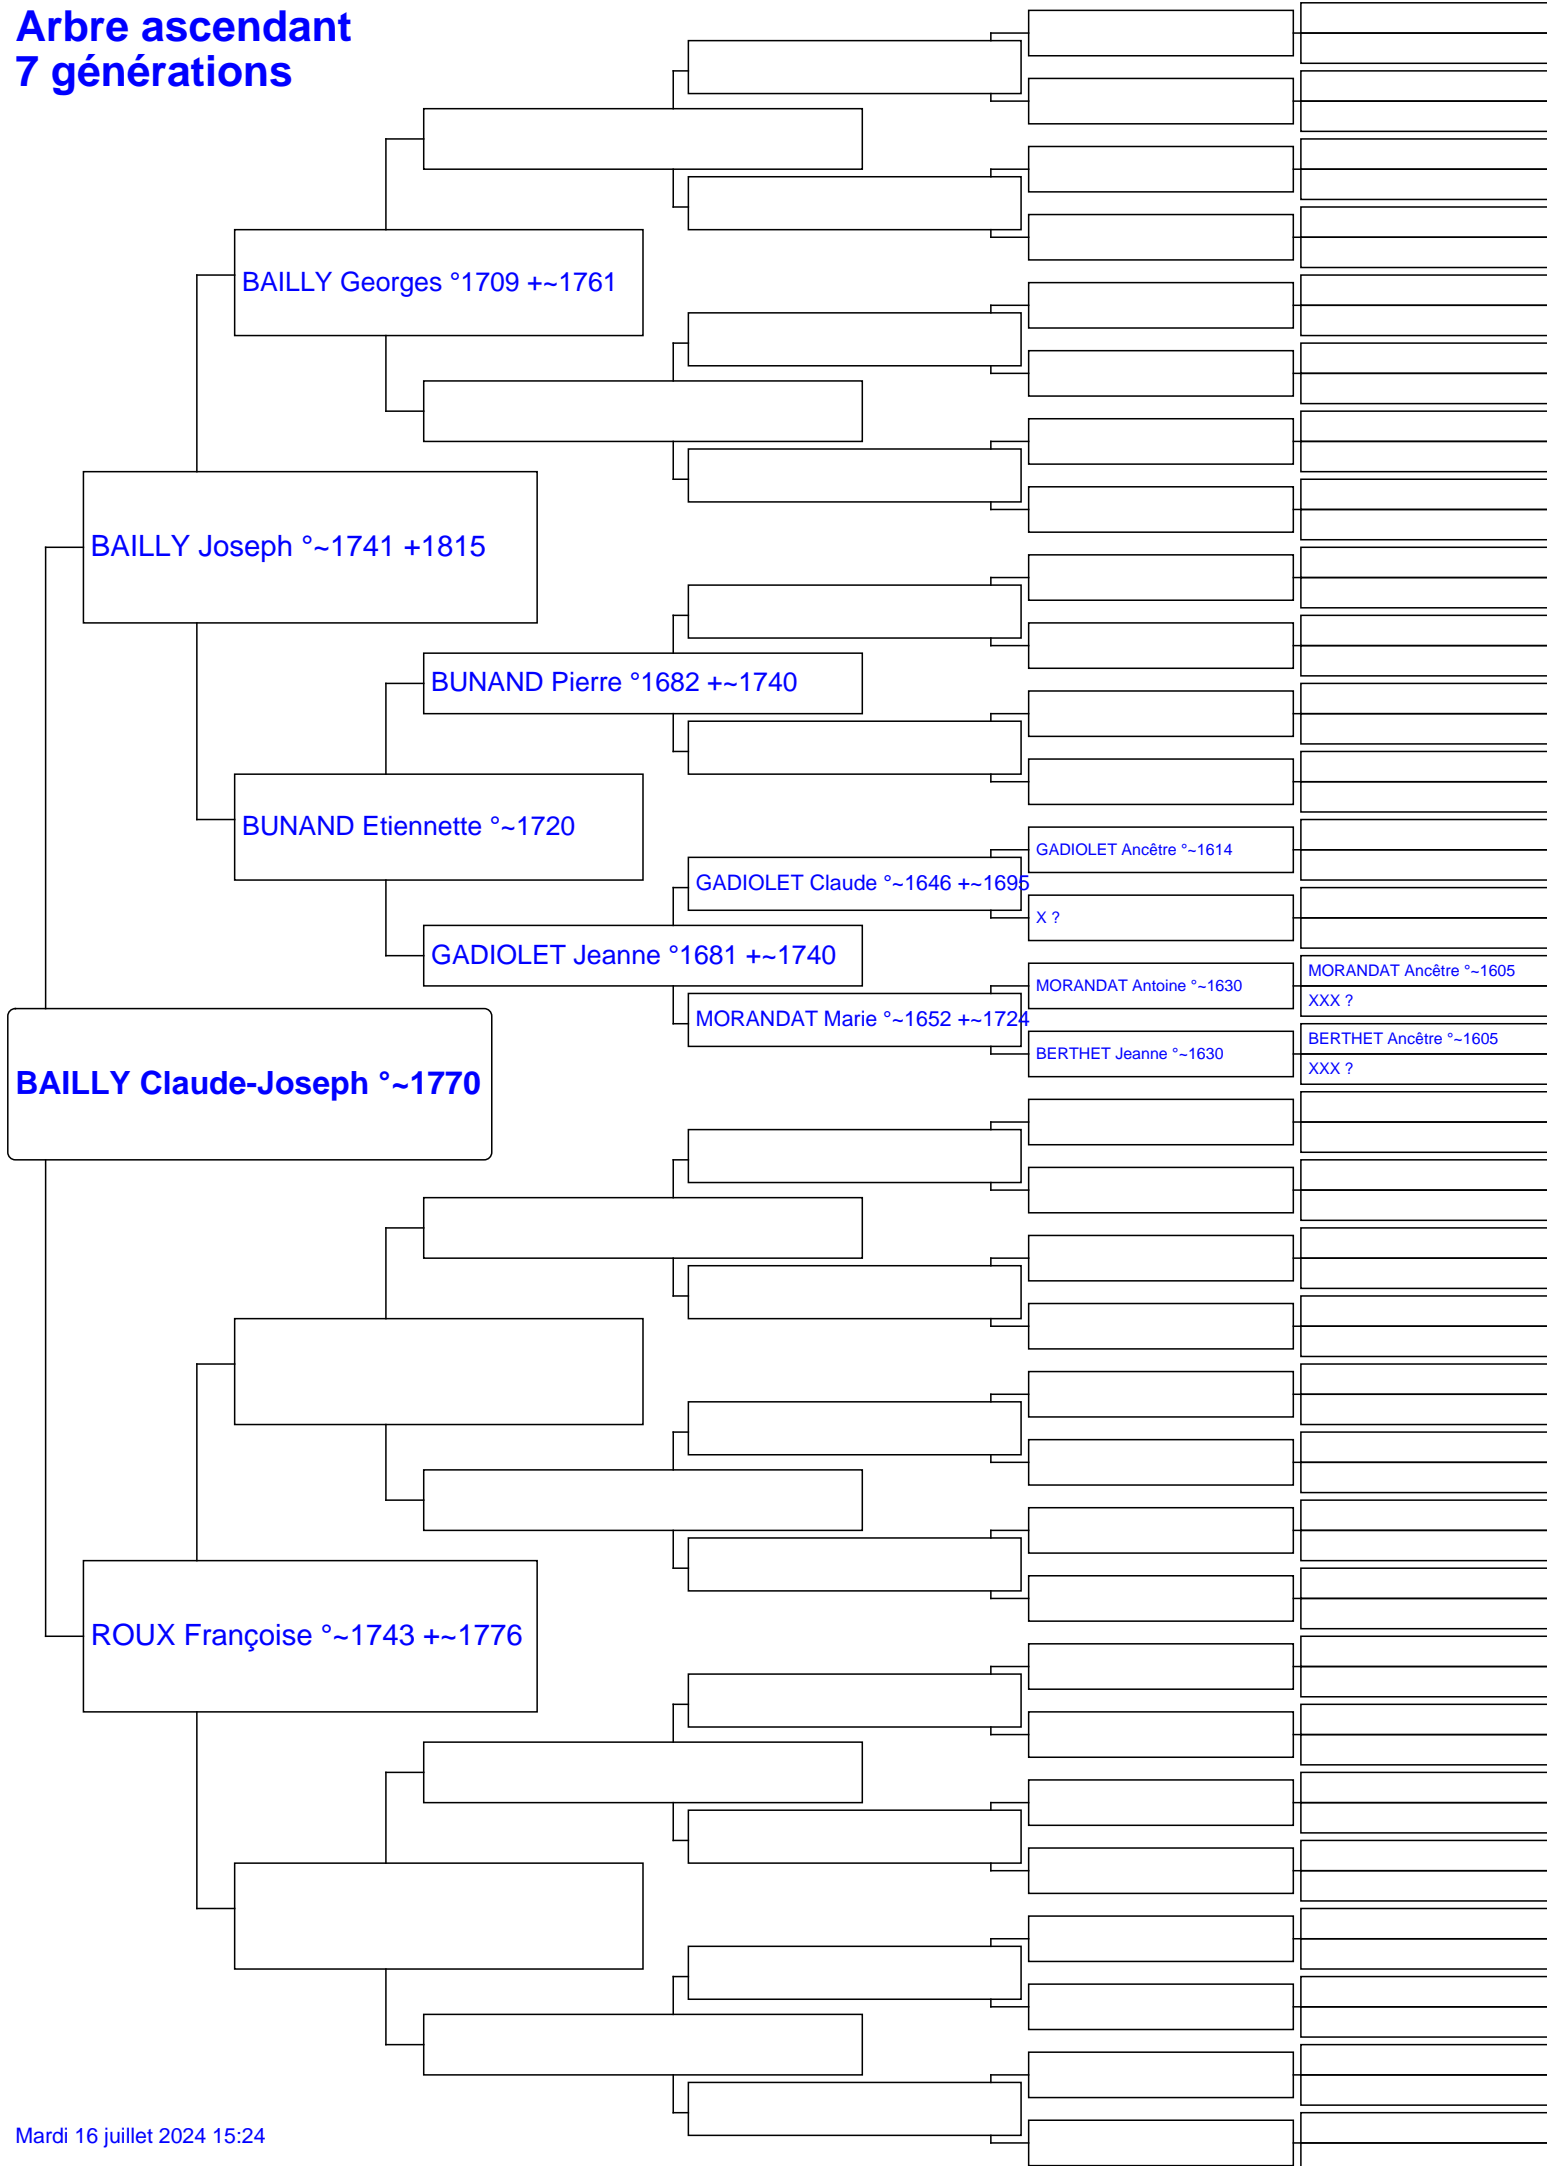 Arbre ascendant
7 générations
BAILLY Georges °1709 +~1761
BAILLY Joseph °~1741 +1815
BUNAND Pierre °1682 +~1740
BUNAND Etiennette °~1720
GADIOLET Ancêtre °~1614
GADIOLET Claude °~1646 +~1695
X ?
GADIOLET Jeanne °1681 +~1740
MORANDAT Ancêtre °~1605
MORANDAT Antoine °~1630
XXX ?
MORANDAT Marie °~1652 +~1724
BERTHET Ancêtre °~1605
BERTHET Jeanne °~1630
XXX ?
BAILLY Claude-Joseph °~1770
ROUX Françoise °~1743 +~1776
Mardi 16 juillet 2024 15:24